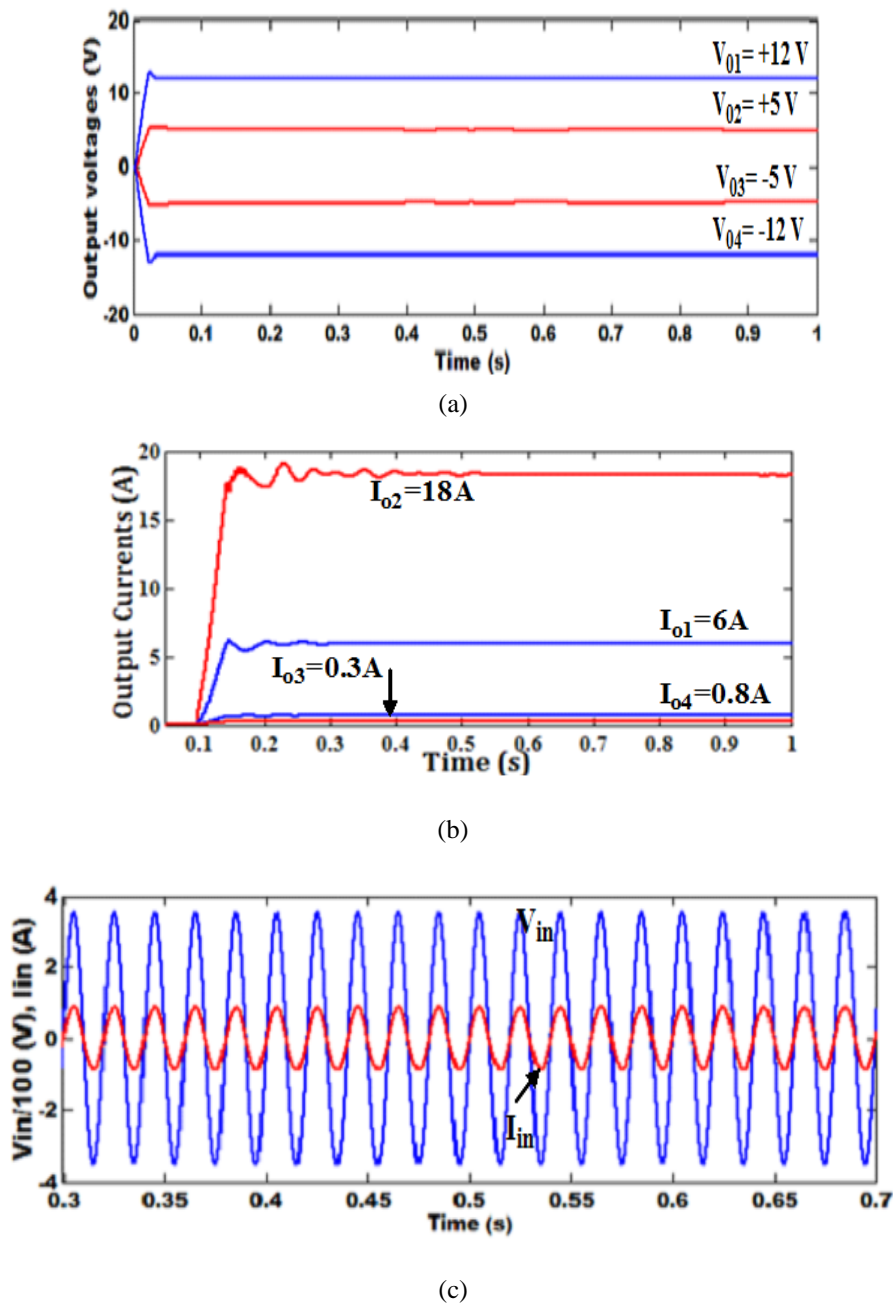 20
10
0
-10
-20
Output voltages (V)
V01= +12 V
V02= +5 V
V03= -5 V
V04= -12 V
0 0.1 0.2 0.3 0.4 0.5 0.6 0.7 0.8 0.9 1
Time (s)
(a)
20
15
10
5
0
Output Currents (A)
Io2=18A
Io1=6A
Io3=0.3A
Io4=0.8A
0.1 0.2 0.3 0.4 0.5 0.6 0.7 0.8 0.9 1
Time (s)
(b)
4
2
0
-2
-4
Vin/100 (V), Iin (A)
Vin
Iin
0.3 0.35 0.4 0.45 0.5 0.55 0.6 0.65 0.7
Time (s)
(c)